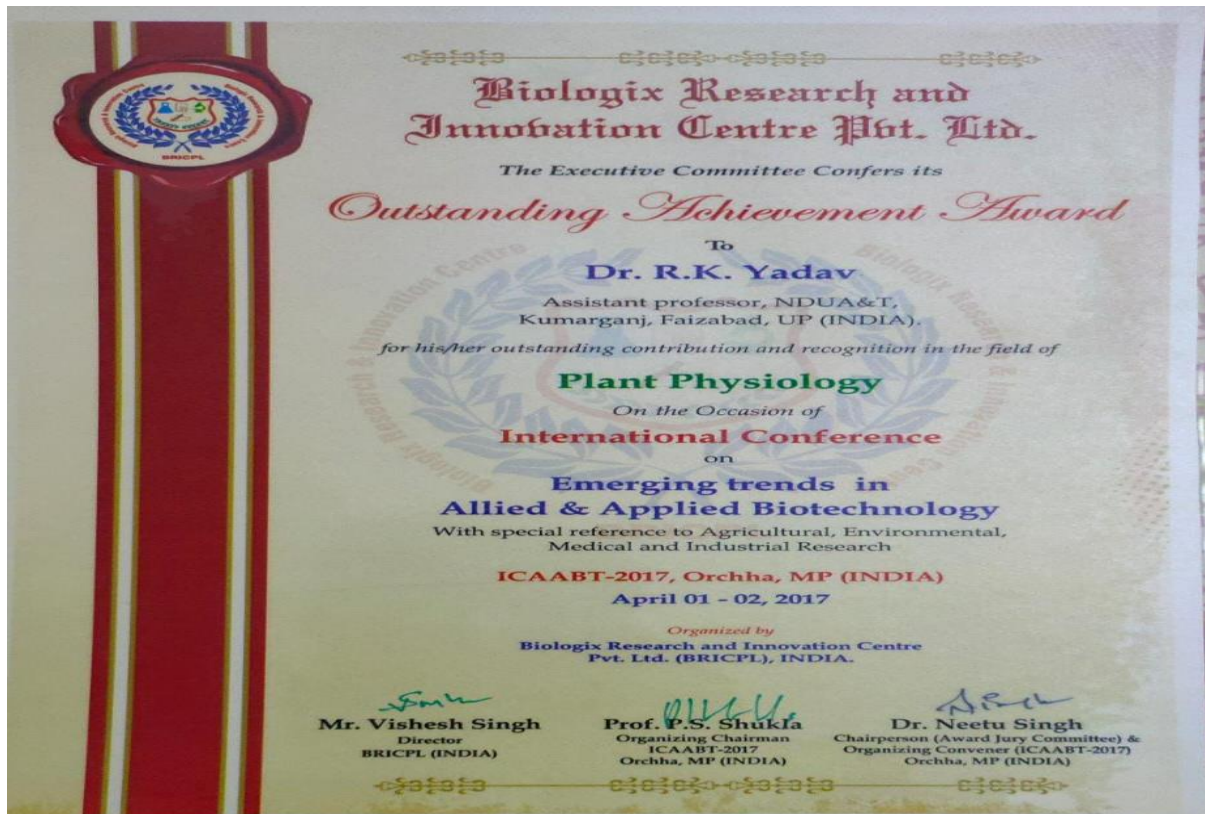 Biologix Research and
Innovation Centre Pvt. Ltd.
The Executive Committee Confers its
Outstanding Achievement Award
To
Dr. R.K. Yadav
Assistant professor, NDUA&T,
Kumarganj, Faizabad, UP (INDIA).
for his/her outstanding contribution and recognition in the field of
Plant Physiology
On the Occasion of
International Conference
on
Emerging trends in
Allied & Applied Biotechnology
With special reference to Agricultural, Environmental,
Medical and Industrial Research
ICAABT-2017, Orchha, MP (INDIA)
April 01 - 02, 2017
Organized by
Biologix Research and Innovation Centre
Pvt. Ltd. (BRICPL), INDIA.
Mr. Vishesh Singh
Director
BRICPL (INDIA)
Prof. P.S. Shukla
Organizing Chairman
ICAABT-2017
Orchha, MP (INDIA)
Dr. Neetu Singh
Chairperson (Award Jury Committee) &
Organizing Convener (ICAABT-2017)
Orchha, MP (INDIA)
BRICPL
Biologix Research & Innovation Centre